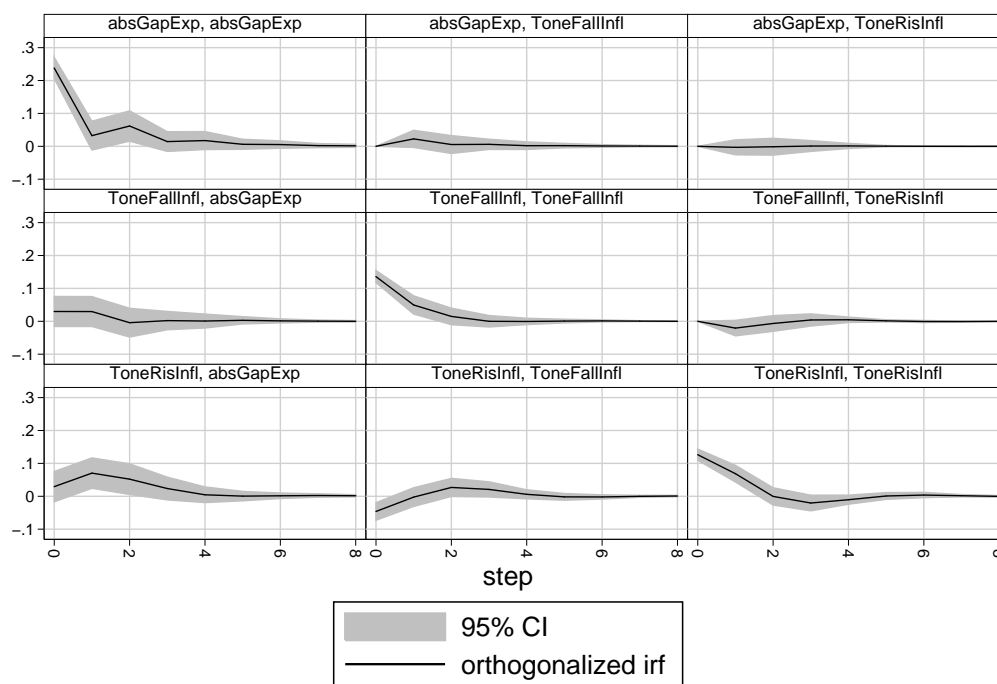 absGapExp, absGapExp
absGapExp, ToneFallInfl
absGapExp, ToneRisInfl
.3
.2
.1
0
-.1
ToneFallInfl, absGapExp
ToneFallInfl, ToneFallInfl
ToneFallInfl, ToneRisInfl
.3
.2
.1
0
-.1
ToneRisInfl, absGapExp
ToneRisInfl, ToneFallInfl
ToneRisInfl, ToneRisInfl
.3
.2
.1
0
-.1
0 2 4 6 8
0 2 4 6 8
0 2 4 6 8
step
95% CI
orthogonalized irf